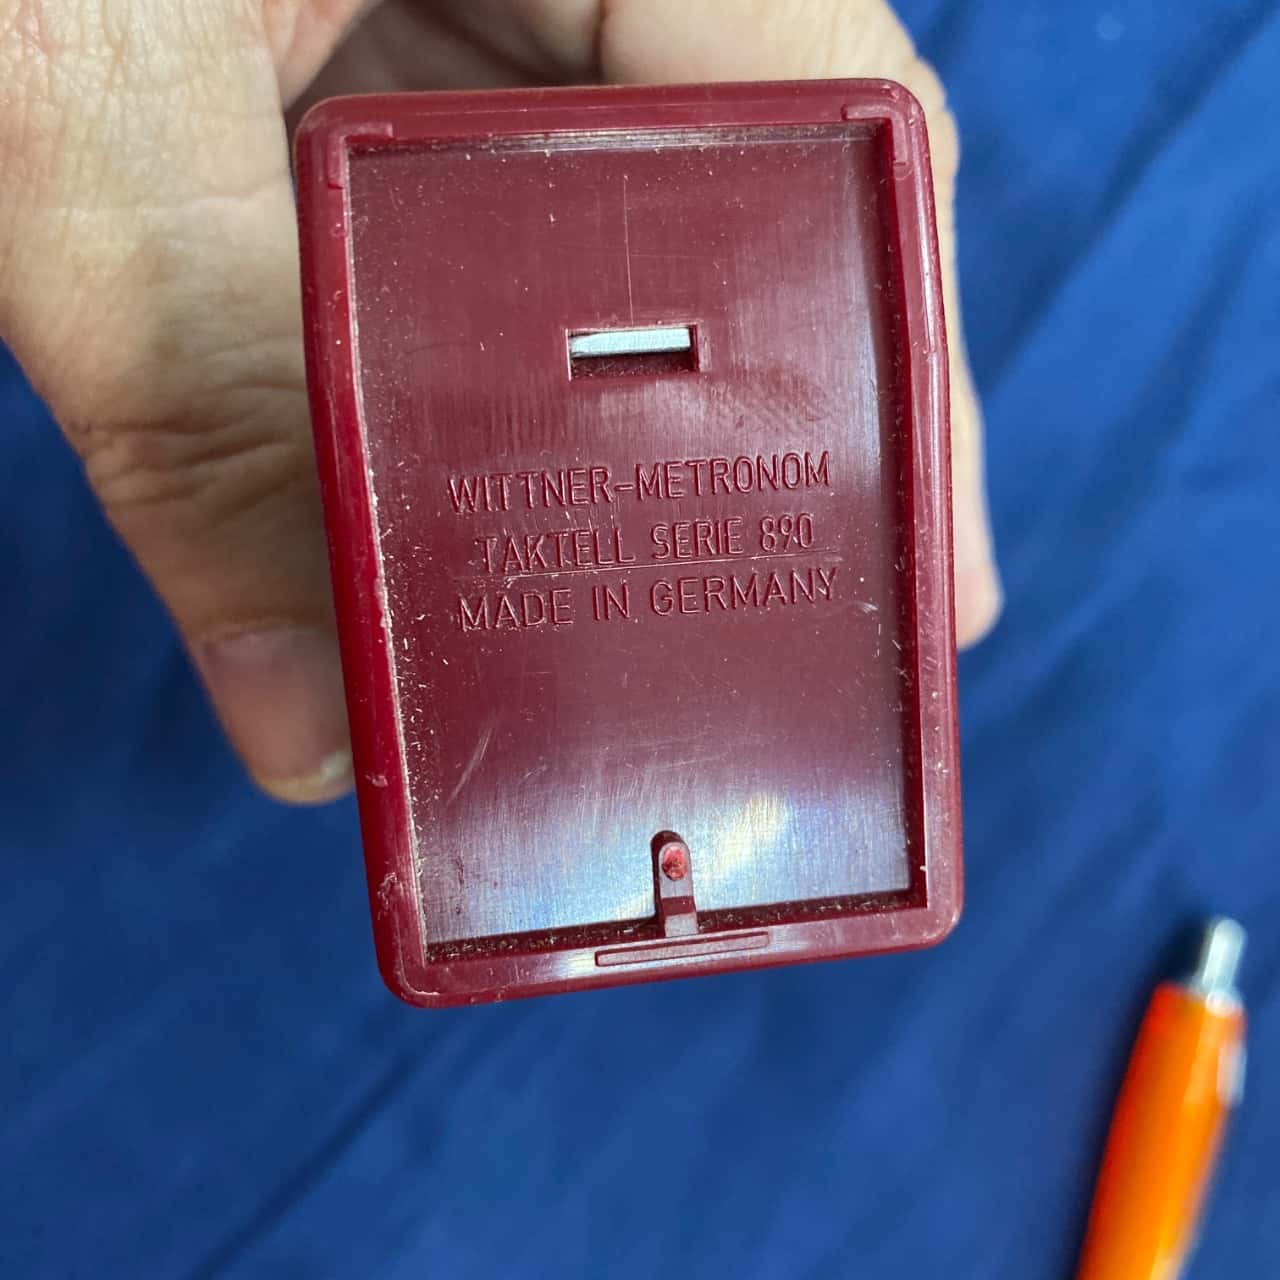 WITTNER-METRONOM
TAKTELL SERIE 890
MADE IN GERMANY